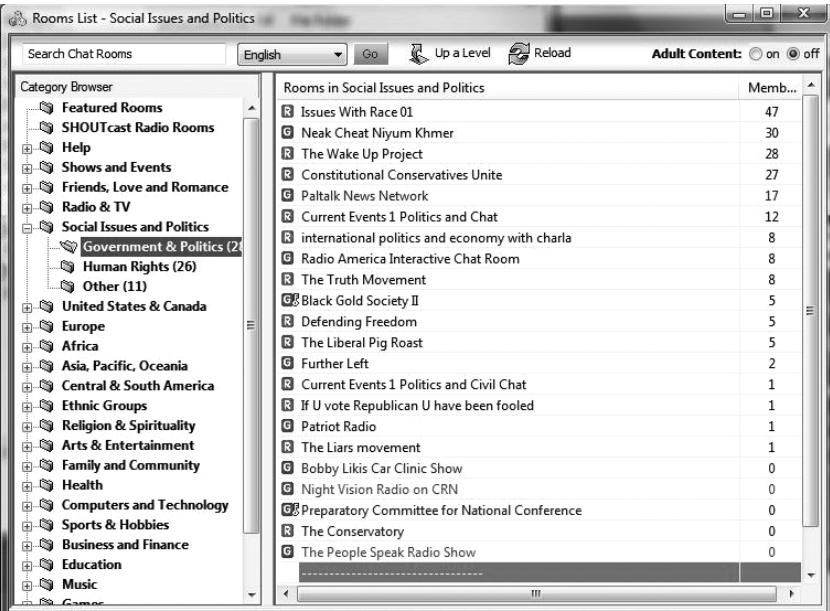 Rooms List - Social Issues and Politics
Search Chat Rooms
English
Go
Up a Level
Reload
Adult Content: on off
Category Browser
Featured Rooms
SHOUTcast Radio Rooms
Help
Shows and Events
Friends, Love and Romance
Radio & TV
Social Issues and Politics
Government & Politics (28
Human Rights (26)
Other (11)
United States & Canada
Europe
Africa
Asia, Pacific, Oceania
Central & South America
Ethnic Groups
Religion & Spirituality
Arts & Entertainment
Family and Community
Health
Computers and Technology
Sports & Hobbies
Business and Finance
Education
Music
Games
Rooms in Social Issues and Politics Memb...
R Issues With Race 01 47
G Neak Cheat Niyum Khmer 30
R The Wake Up Project 28
R Constitutional Conservatives Unite 27
G Paltalk News Network 17
R Current Events 1 Politics and Chat 12
R international politics and economy with charla 8
G Radio America Interactive Chat Room 8
R The Truth Movement 8
G Black Gold Society II 5
R Defending Freedom 5
R The Liberal Pig Roast 5
G Further Left 2
R Current Events 1 Politics and Civil Chat 1
R If U vote Republican U have been fooled 1
G Patriot Radio 1
R The Liars movement 1
G Bobby Likis Car Clinic Show 0
G Night Vision Radio on CRN 0
G Preparatory Committee for National Conference 0
R The Conservatory 0
G The People Speak Radio Show 0
------------------------------